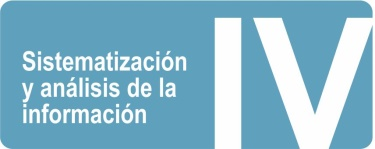 Sistematización
y análisis de la
información
IV